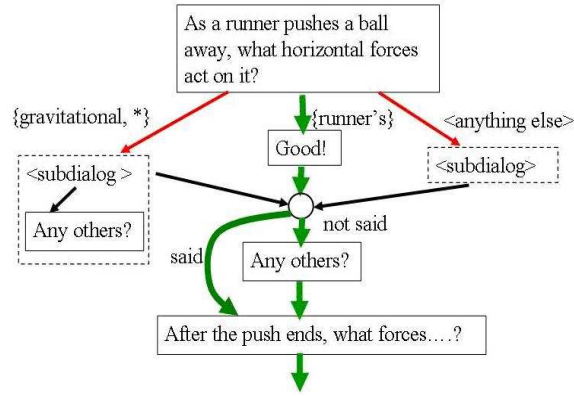 As a runner pushes a ball
away, what horizontal forces
act on it?
{gravitational, *}
{runner's}
<anything else>
Good!
<subdialog >
<subdialog>
Any others?
not said
said
Any others?
After the push ends, what forces….?